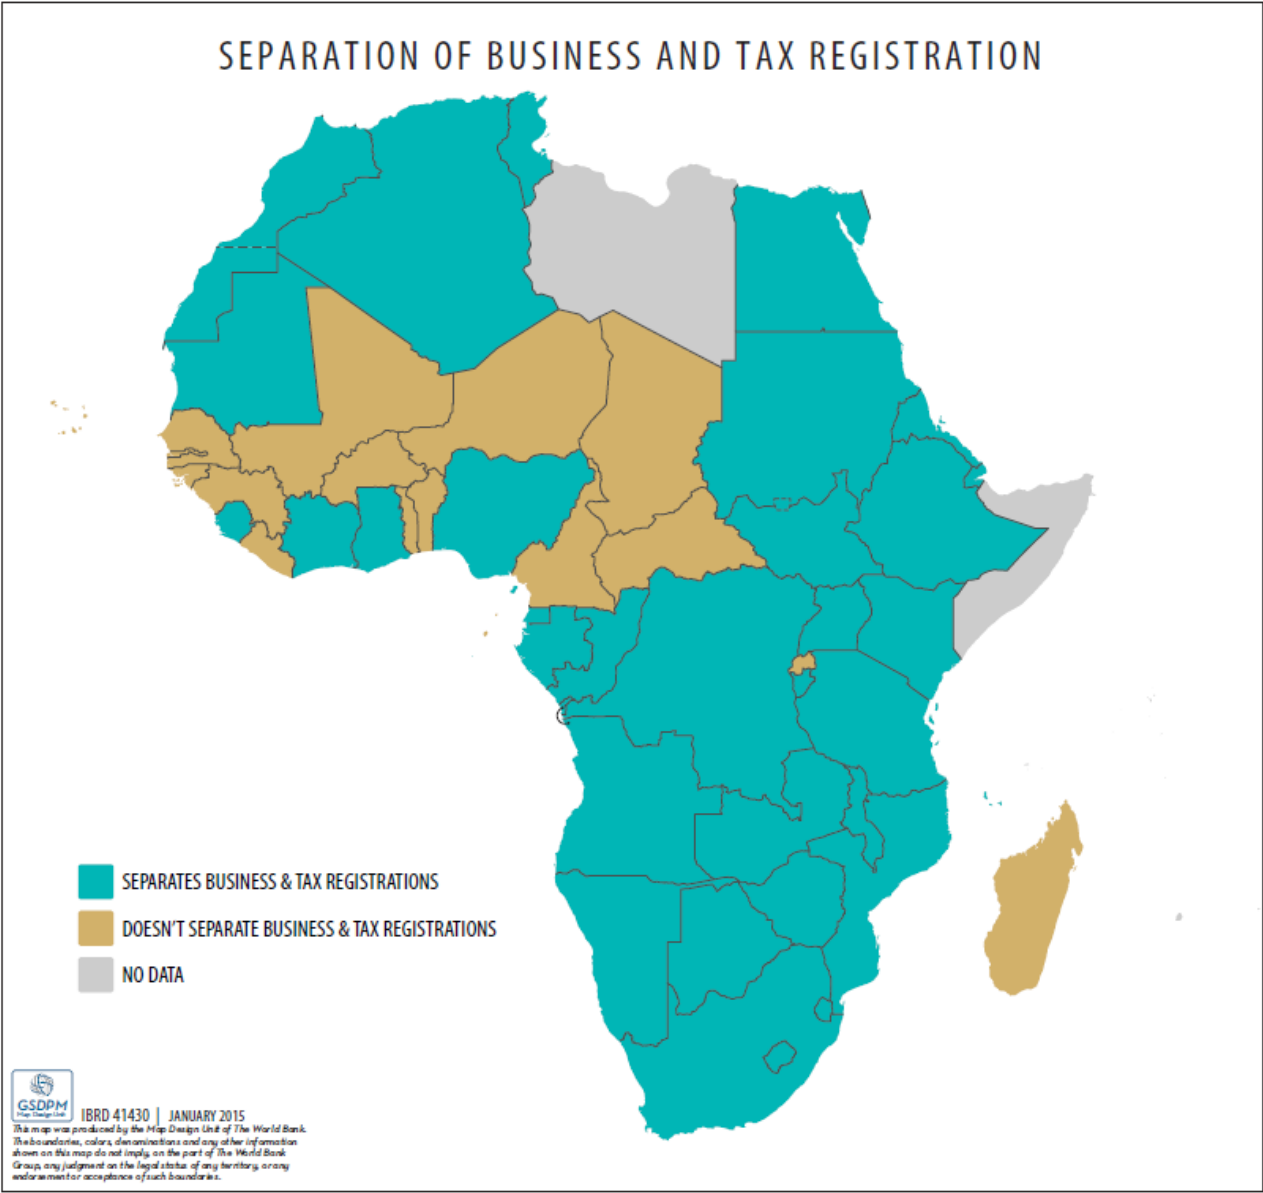 SEPARATION OF BUSINESS AND TAX REGISTRATION
SEPARATES BUSINESS & TAX REGISTRATIONS
DOESN'T SEPARATE BUSINESS & TAX REGISTRATIONS
NO DATA
GSDPM
Map Design Unit
IBRD 41430 | JANUARY 2015
This map was produced by the Map Design Unit of The World Bank.
The boundaries, colors, denominations and any other information
shown on this map do not imply, on the part of The World Bank
Group, any judgment on the legal status of any territory, or any
endorsement or acceptance of such boundaries.